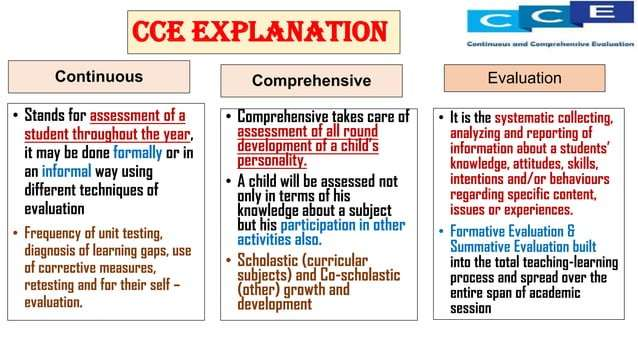 CCE EXPLANATION
CCE
Continuous and Comprehensive Evaluation
Continuous
• Stands for assessment of a
student throughout the year,
it may be done formally or in
an informal way using
different techniques of
evaluation
• Frequency of unit testing,
diagnosis of learning gaps, use
of corrective measures,
retesting and for their self –
evaluation.
Comprehensive
• Comprehensive takes care of
assessment of all round
development of a child's
personality.
• A child will be assessed not
only in terms of his
knowledge about a subject
but his participation in other
activities also.
• Scholastic (curricular
subjects) and Co-scholastic
(other) growth and
development
Evaluation
• It is the systematic collecting,
analyzing and reporting of
information about a students'
knowledge, attitudes, skills,
intentions and/or behaviours
regarding specific content,
issues or experiences.
• Formative Evaluation &
Summative Evaluation built
into the total teaching-learning
process and spread over the
entire span of academic
session